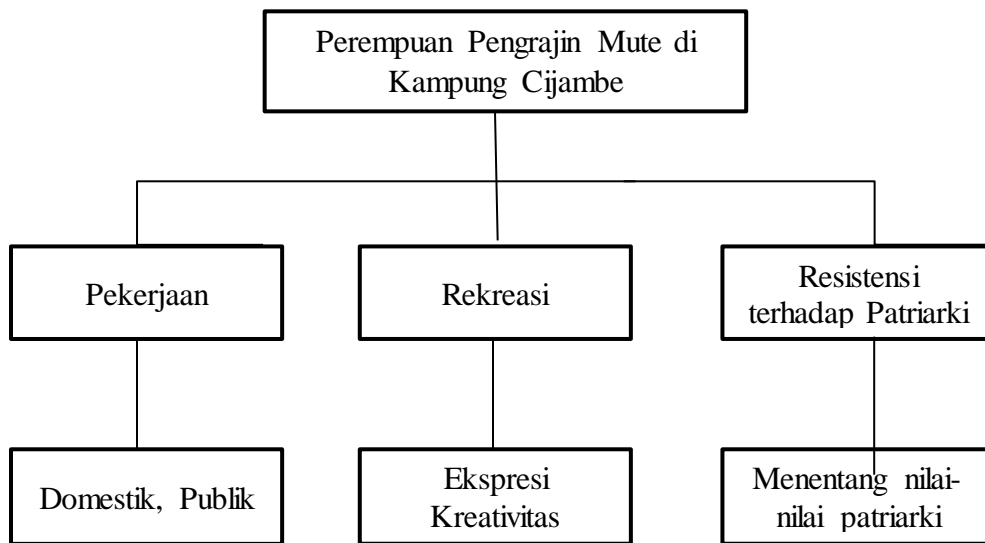 Perempuan Pengrajin Mute di
Kampung Cijambe
Pekerjaan
Rekreasi
Resistensi
terhadap Patriarki
Domestik, Publik
Ekspresi
Kreativitas
Menentang nilai-
nilai patriarki